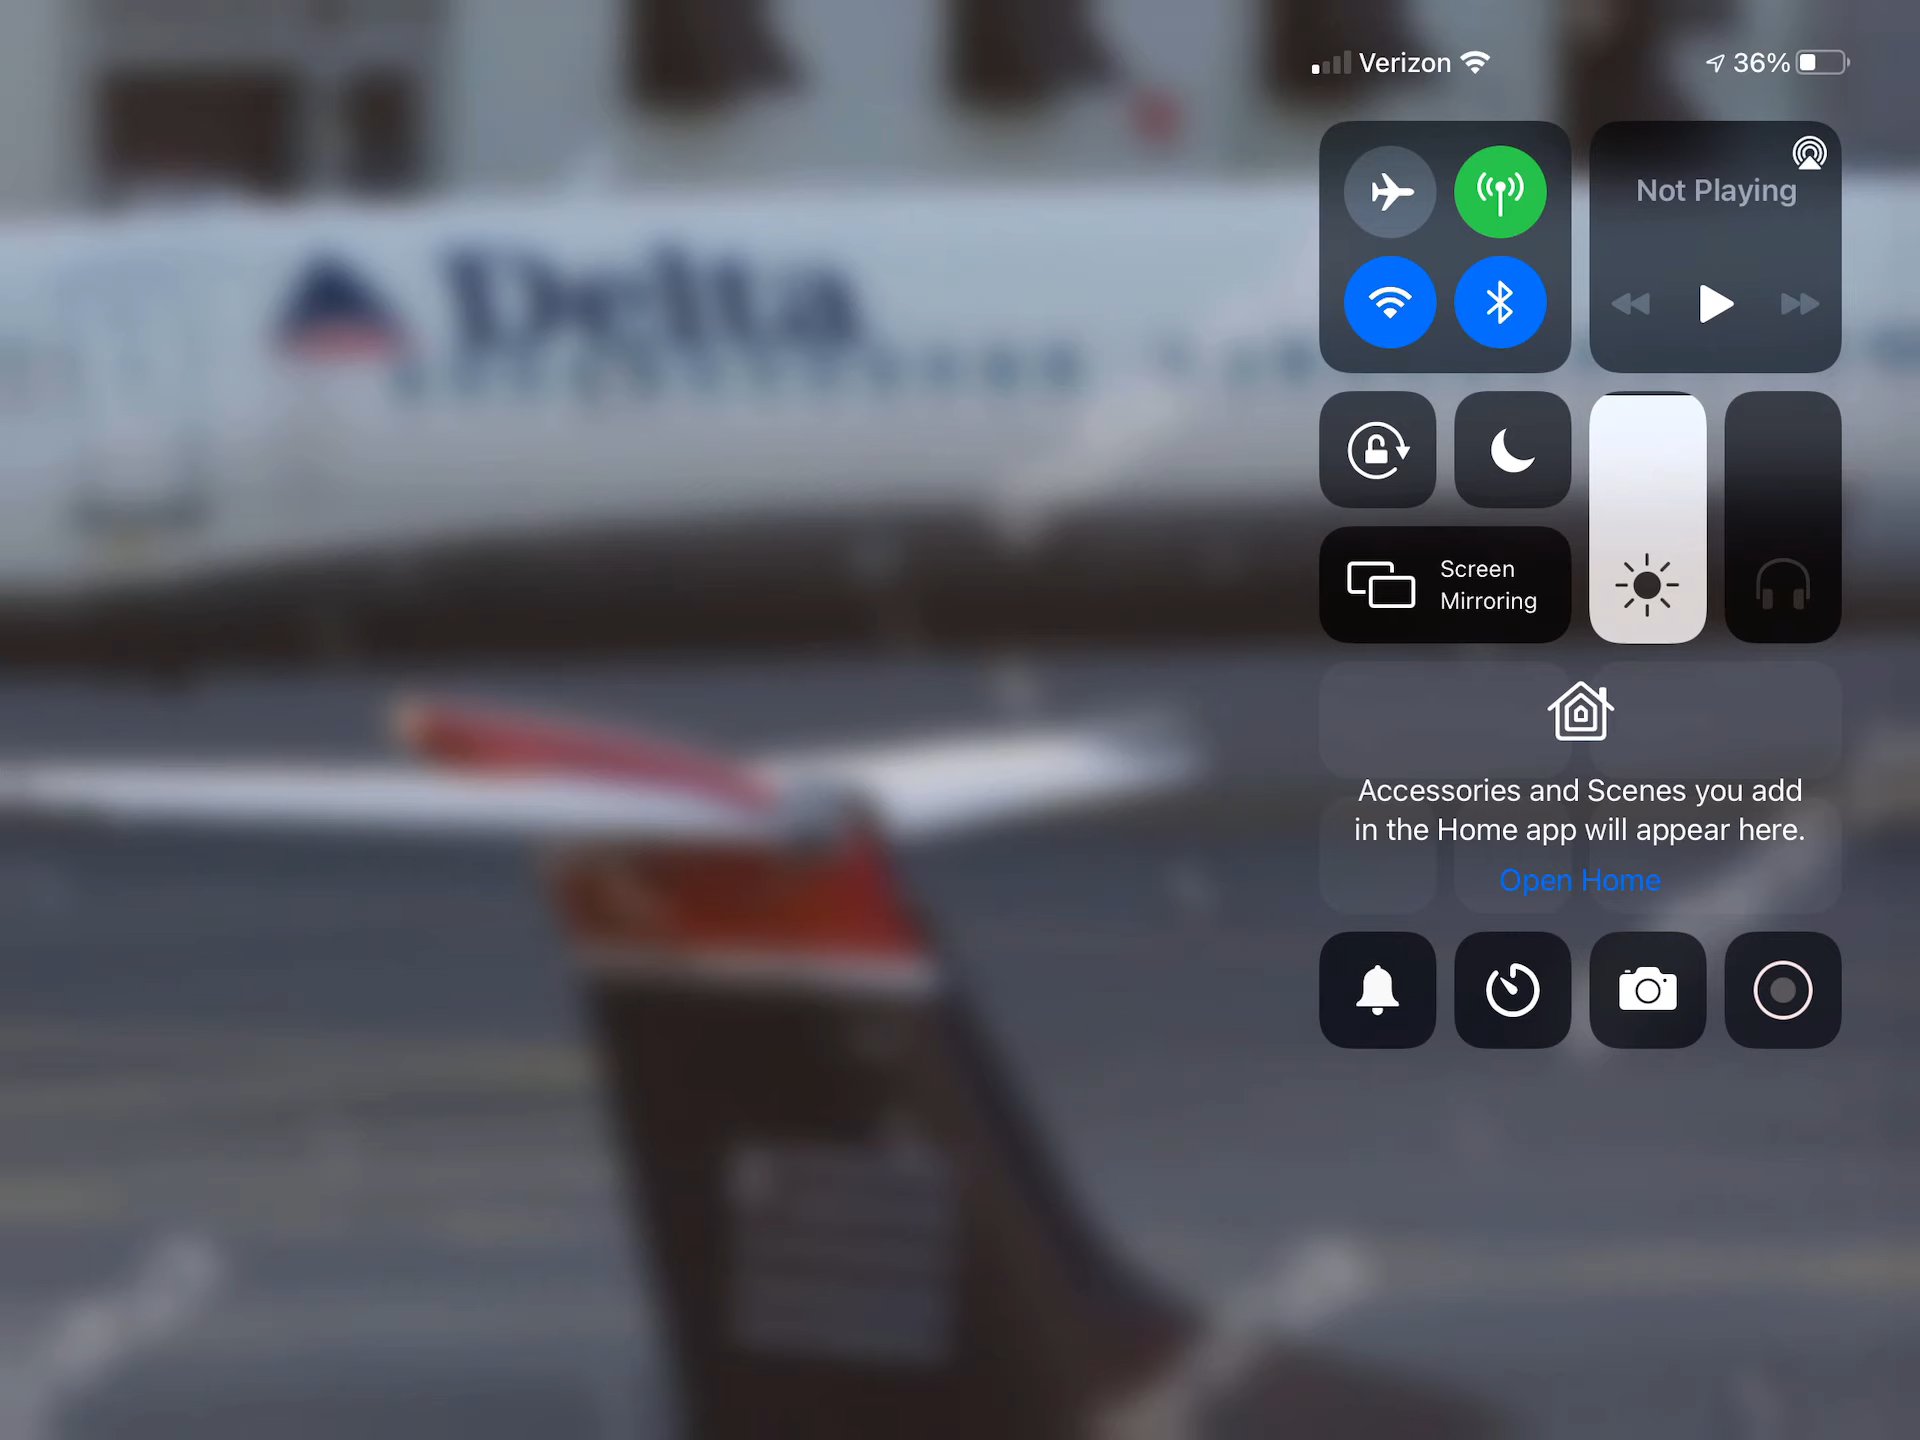 Verizon
36%
Not Playing
Delta
Screen
Mirroring
Accessories and Scenes you add
in the Home app will appear here.
Open Home